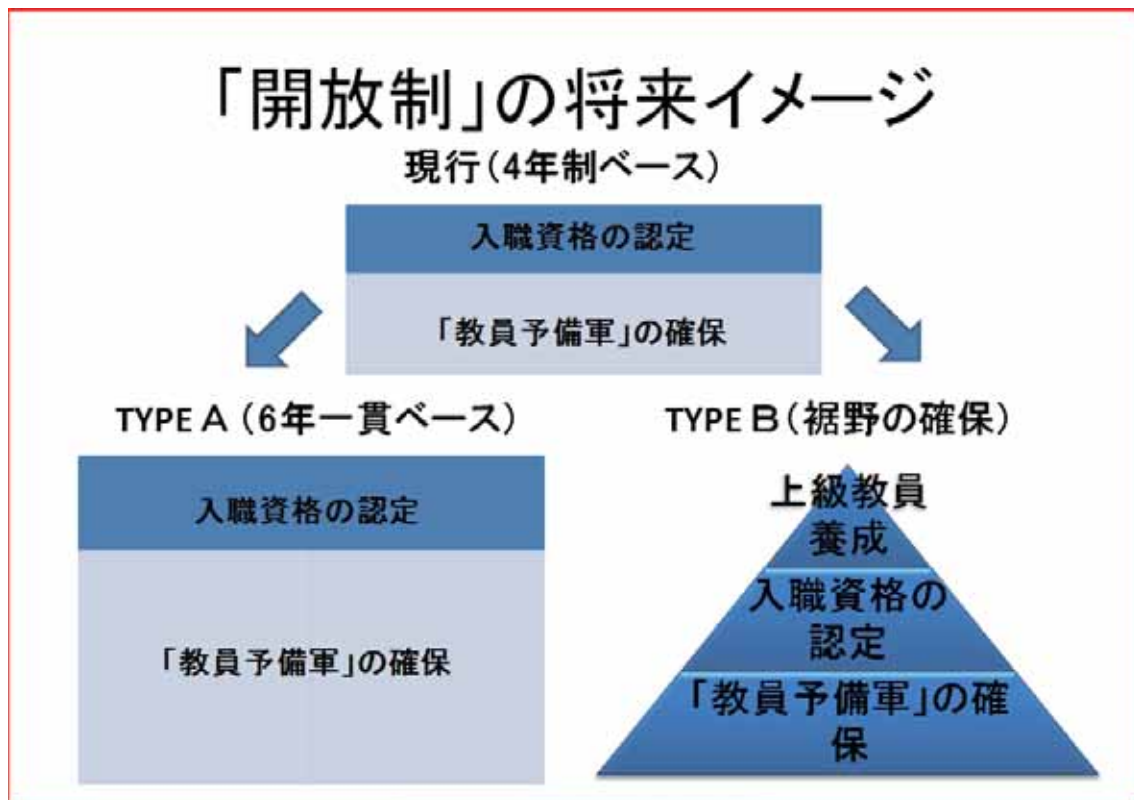 「開放制」の将来イメージ
現行(4年制ベース)
入職資格の認定
「教員予備軍」の確保
TYPE A (6年一貫ベース)
入職資格の認定
「教員予備軍」の確保
TYPE B(裾野の確保)
上級教員
養成
入職資格の
認定
「教員予備軍」の確
保